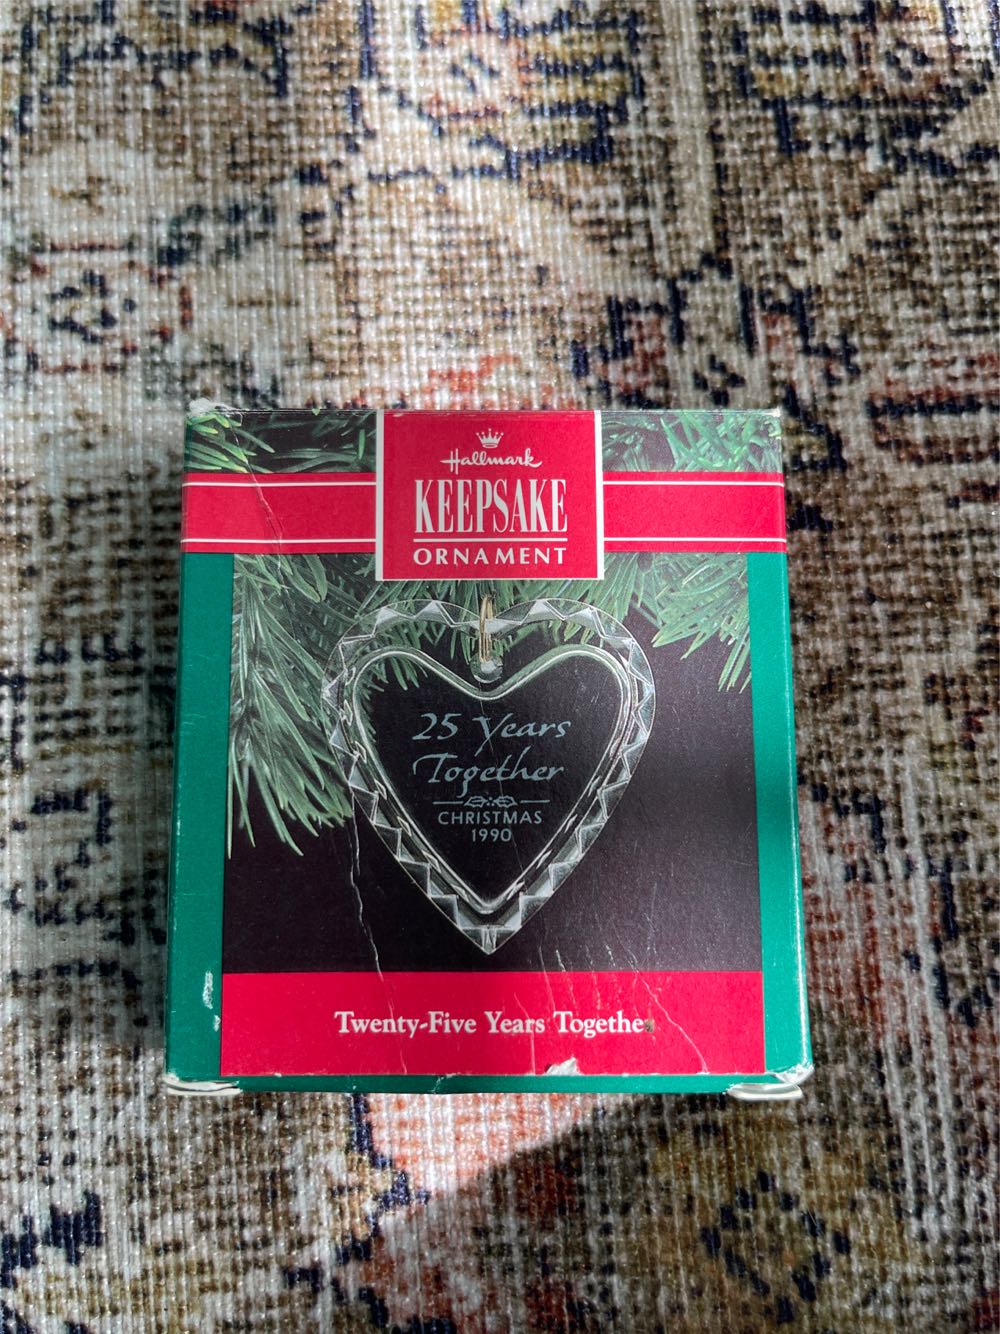 Hallmark
KEEPSAKE
ORNAMENT
25 Years
Together
CHRISTMAS
1990
Twenty-Five Years Together